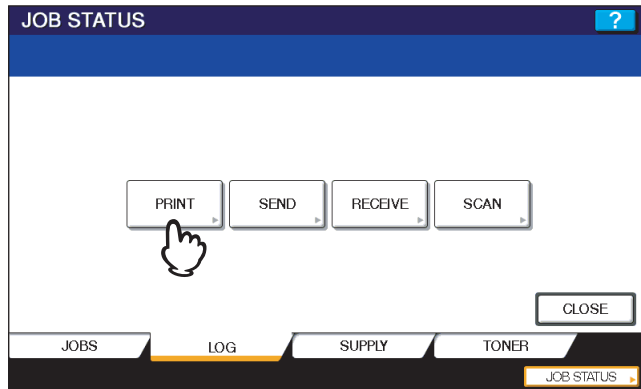 JOB STATUS ?
PRINT SEND RECEIVE SCAN
CLOSE
JOBS LOG SUPPLY TONER
JOB STATUS